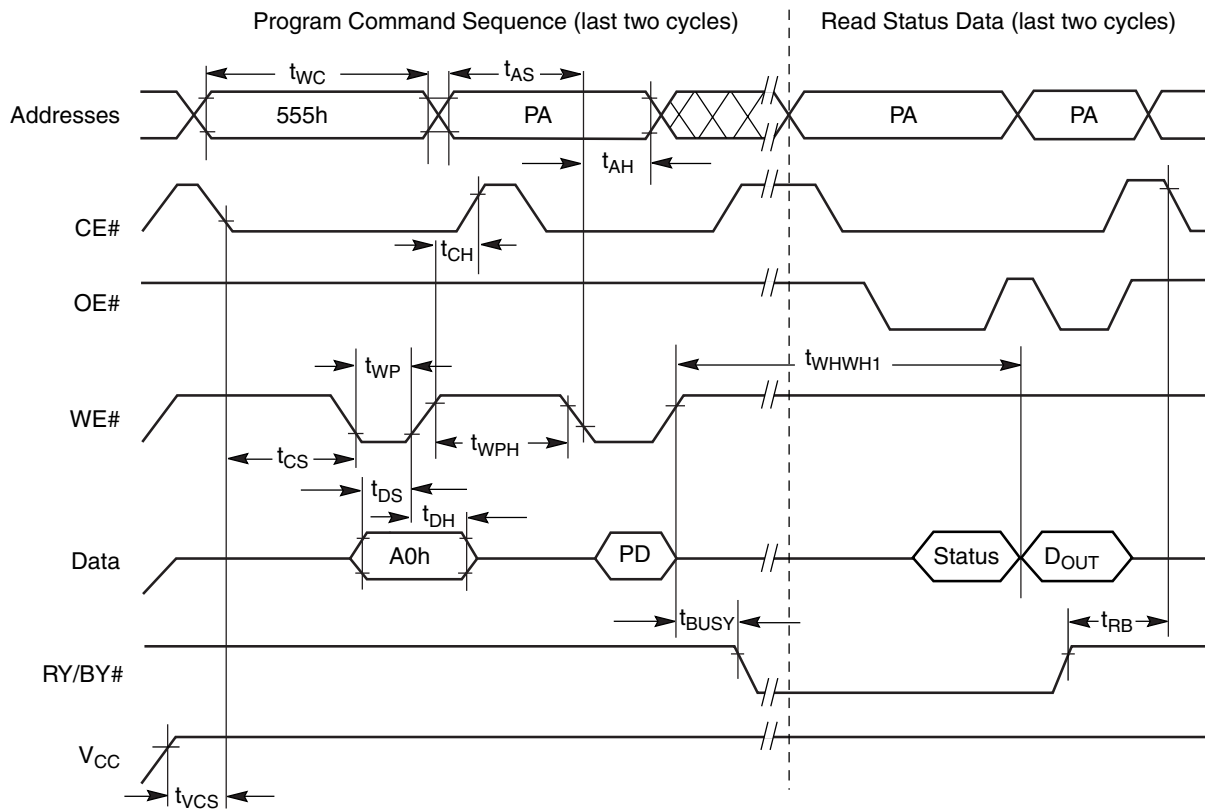 Program Command Sequence (last two cycles) Read Status Data (last two cycles)
tWC tAS
Addresses 555h PA PA PA
tAH
CE#
tCH
OE#
tWP tWHWH1
WE#
tWPH
tCS
tDS
tDH
Data A0h PD Status DOUT
tBUSY tRB
RY/BY#
VCC
tVCS